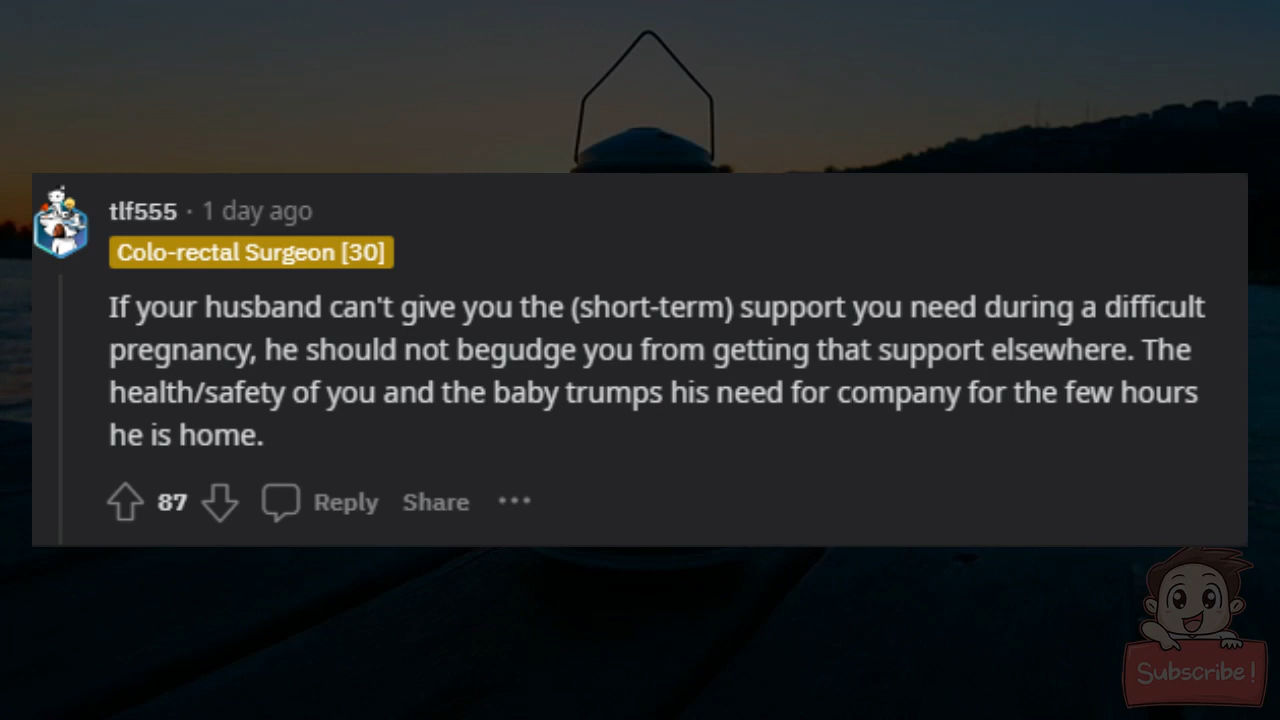 tlf555 · 1 day ago
Colo-rectal Surgeon [30]
If your husband can't give you the (short-term) support you need during a difficult
pregnancy, he should not begudge you from getting that support elsewhere. The
health/safety of you and the baby trumps his need for company for the few hours
he is home.
87 Reply Share ···
Subscribe!